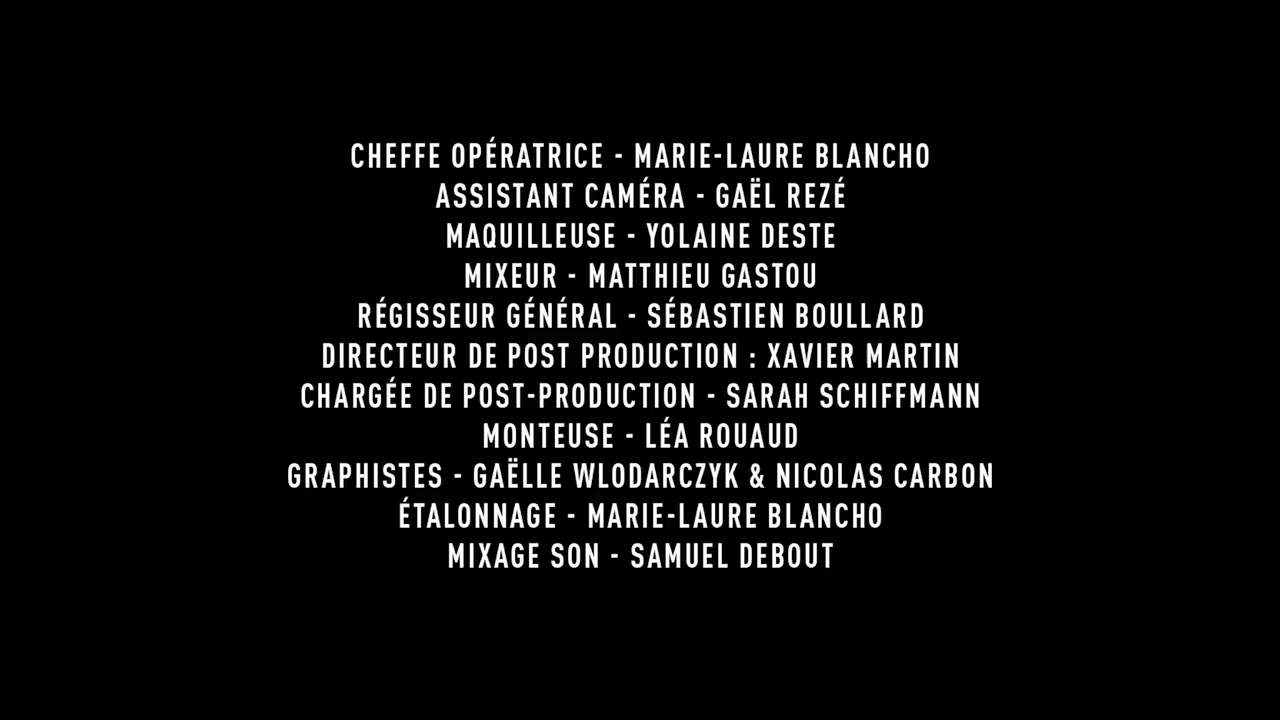 CHEFFE OPÉRATRICE - MARIE-LAURE BLANCHO
ASSISTANT CAMÉRA - GAËL REZÉ
MAQUILLEUSE - YOLAINE DESTE
MIXEUR - MATTHIEU GASTOU
RÉGISSEUR GÉNÉRAL - SÉBASTIEN BOULLARD
DIRECTEUR DE POST PRODUCTION : XAVIER MARTIN
CHARGÉE DE POST-PRODUCTION - SARAH SCHIFFMANN
MONTEUSE - LÉA ROUAUD
GRAPHISTES - GAËLLE WLODARCZYK & NICOLAS CARBON
ÉTALONNAGE - MARIE-LAURE BLANCHO
MIXAGE SON - SAMUEL DEBOUT